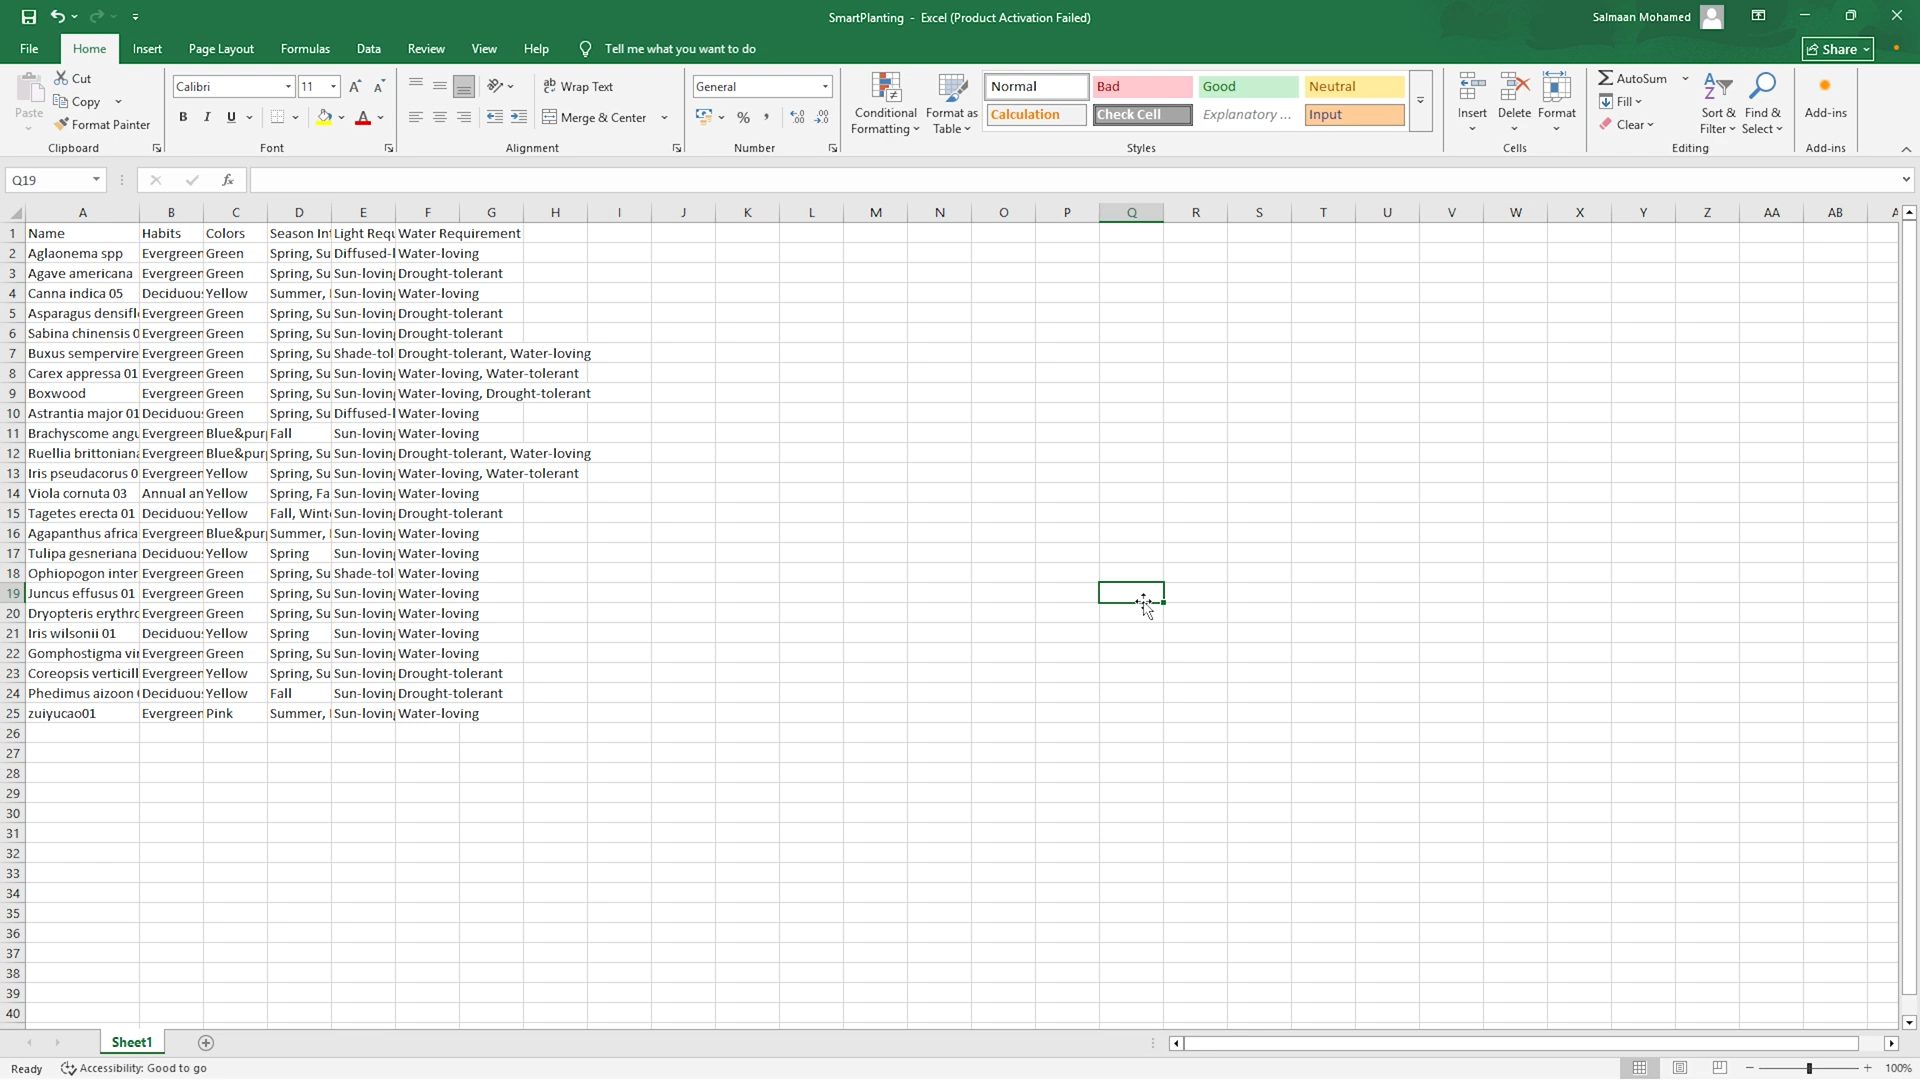 SmartPlanting - Excel (Product Activation Failed)
Salmaan Mohamed
File Home Insert Page Layout Formulas Data Review View Help Tell me what you want to do
Share
Paste
Cut
Copy
Format Painter
Clipboard
Calibri 11
B I U
Font
Wrap Text
Merge & Center
Alignment
General
Number
Conditional Formatting
Format as Table
Normal Bad Good Neutral
Calculation Check Cell Explanatory ... Input
Styles
Insert Delete Format
Cells
AutoSum
Fill
Clear
Sort & Filter
Find & Select
Editing
Add-ins
Add-ins
Q19 fx
A B C D E F G H I J K L M N O P Q R S T U V W X Y Z AA AB A
1 Name Habits Colors Season Int Light Requ Water Requirement
2 Aglaonema spp Evergreen Green Spring, Su Diffused-l Water-loving
3 Agave americana Evergreen Green Spring, Su Sun-loving Drought-tolerant
4 Canna indica 05 Deciduous Yellow Summer, Sun-loving Water-loving
5 Asparagus densifl Evergreen Green Spring, Su Sun-loving Drought-tolerant
6 Sabina chinensis 0 Evergreen Green Spring, Su Sun-loving Drought-tolerant
7 Buxus sempervire Evergreen Green Spring, Su Shade-tol Drought-tolerant, Water-loving
8 Carex appressa 01 Evergreen Green Spring, Su Sun-loving Water-loving, Water-tolerant
9 Boxwood Evergreen Green Spring, Su Sun-loving Water-loving, Drought-tolerant
10 Astrantia major 01 Deciduous Green Spring, Su Diffused-l Water-loving
11 Brachyscome angu Evergreen Blue&purp Fall Sun-loving Water-loving
12 Ruellia brittoniana Evergreen Blue&purp Spring, Su Sun-loving Drought-tolerant, Water-loving
13 Iris pseudacorus 0 Evergreen Yellow Spring, Su Sun-loving Water-loving, Water-tolerant
14 Viola cornuta 03 Annual an Yellow Spring, Fa Sun-loving Water-loving
15 Tagetes erecta 01 Deciduous Yellow Fall, Wint Sun-loving Drought-tolerant
16 Agapanthus africa Evergreen Blue&purp Summer, Sun-loving Water-loving
17 Tulipa gesneriana Deciduous Yellow Spring Sun-loving Water-loving
18 Ophiopogon inter Evergreen Green Spring, Su Shade-tol Water-loving
19 Juncus effusus 01 Evergreen Green Spring, Su Sun-loving Water-loving
20 Dryopteris erythro Evergreen Green Spring, Su Sun-loving Water-loving
21 Iris wilsonii 01 Deciduous Yellow Spring Sun-loving Water-loving
22 Gomphostigma vir Evergreen Green Spring, Su Sun-loving Water-loving
23 Coreopsis verticill Evergreen Yellow Spring, Su Sun-loving Drought-tolerant
24 Phedimus aizoon Deciduous Yellow Fall Sun-loving Drought-tolerant
25 zuiyucao01 Evergreen Pink Summer, Sun-loving Water-loving
26
27
28
29
30
31
32
33
34
35
36
37
38
39
40
Sheet1
Ready Accessibility: Good to go 100%